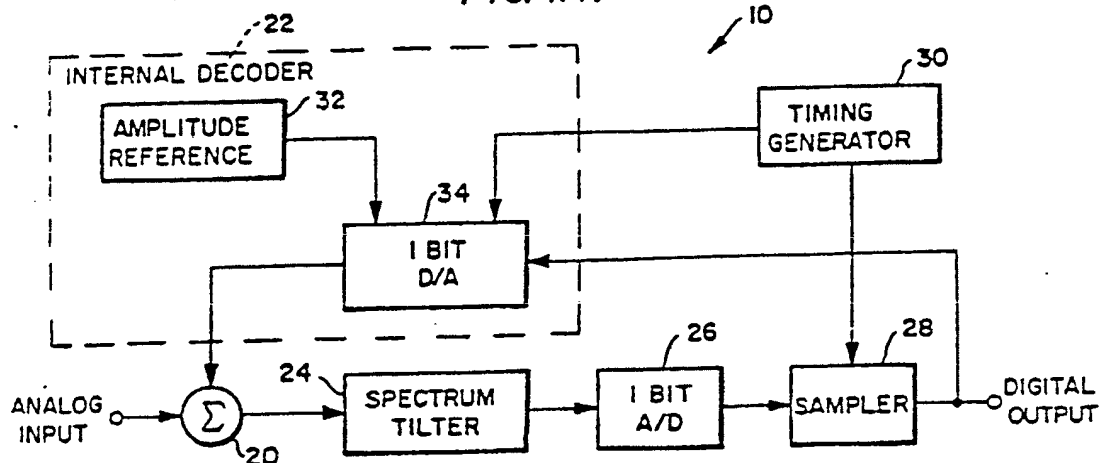 10
22
INTERNAL DECODER
32
AMPLITUDE
REFERENCE
30
TIMING
GENERATOR
34
1 BIT
D/A
ANALOG
INPUT
Σ
20
24
SPECTRUM
TILTER
26
1 BIT
A/D
28
SAMPLER
DIGITAL
OUTPUT